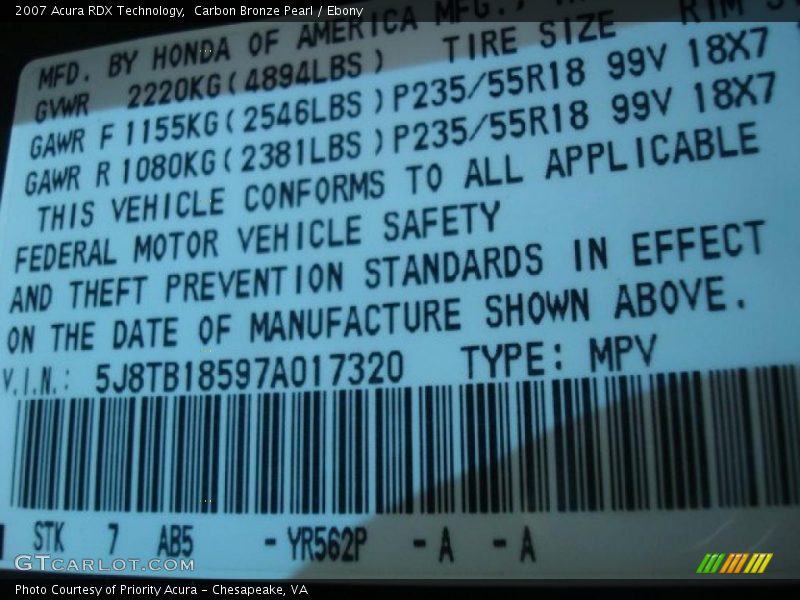 2007 Acura RDX Technology, Carbon Bronze Pearl / Ebony
MFD. BY HONDA OF AMERICA MFG.,
GVWR 2220KG(4894LBS) TIRE SIZE RIM
GAWR F 1155KG(2546LBS)P235/55R18 99V 18X7
GAWR R 1080KG(2381LBS)P235/55R18 99V 18X7
THIS VEHICLE CONFORMS TO ALL APPLICABLE
FEDERAL MOTOR VEHICLE SAFETY
AND THEFT PREVENTION STANDARDS IN EFFECT
ON THE DATE OF MANUFACTURE SHOWN ABOVE.
V.I.N.: 5J8TB18597A017320 TYPE: MPV
STK 7 AB5 -YR562P -A -A
GTCARLOT.COM
Photo Courtesy of Priority Acura – Chesapeake, VA